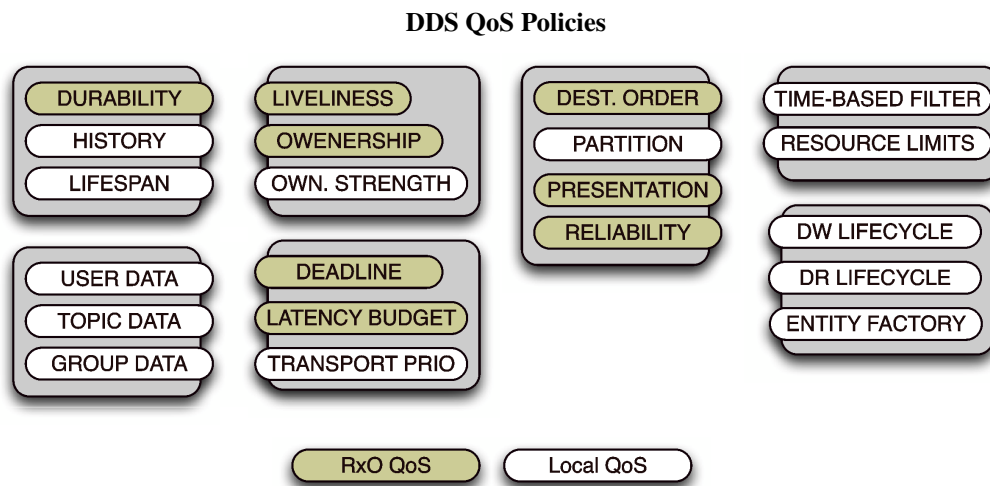 DDS QoS Policies
DURABILITY
HISTORY
LIFESPAN
LIVELINESS
OWENERSHIP
OWN. STRENGTH
DEST. ORDER
PARTITION
PRESENTATION
RELIABILITY
TIME-BASED FILTER
RESOURCE LIMITS
USER DATA
TOPIC DATA
GROUP DATA
DEADLINE
LATENCY BUDGET
TRANSPORT PRIO
DW LIFECYCLE
DR LIFECYCLE
ENTITY FACTORY
RxO QoS
Local QoS